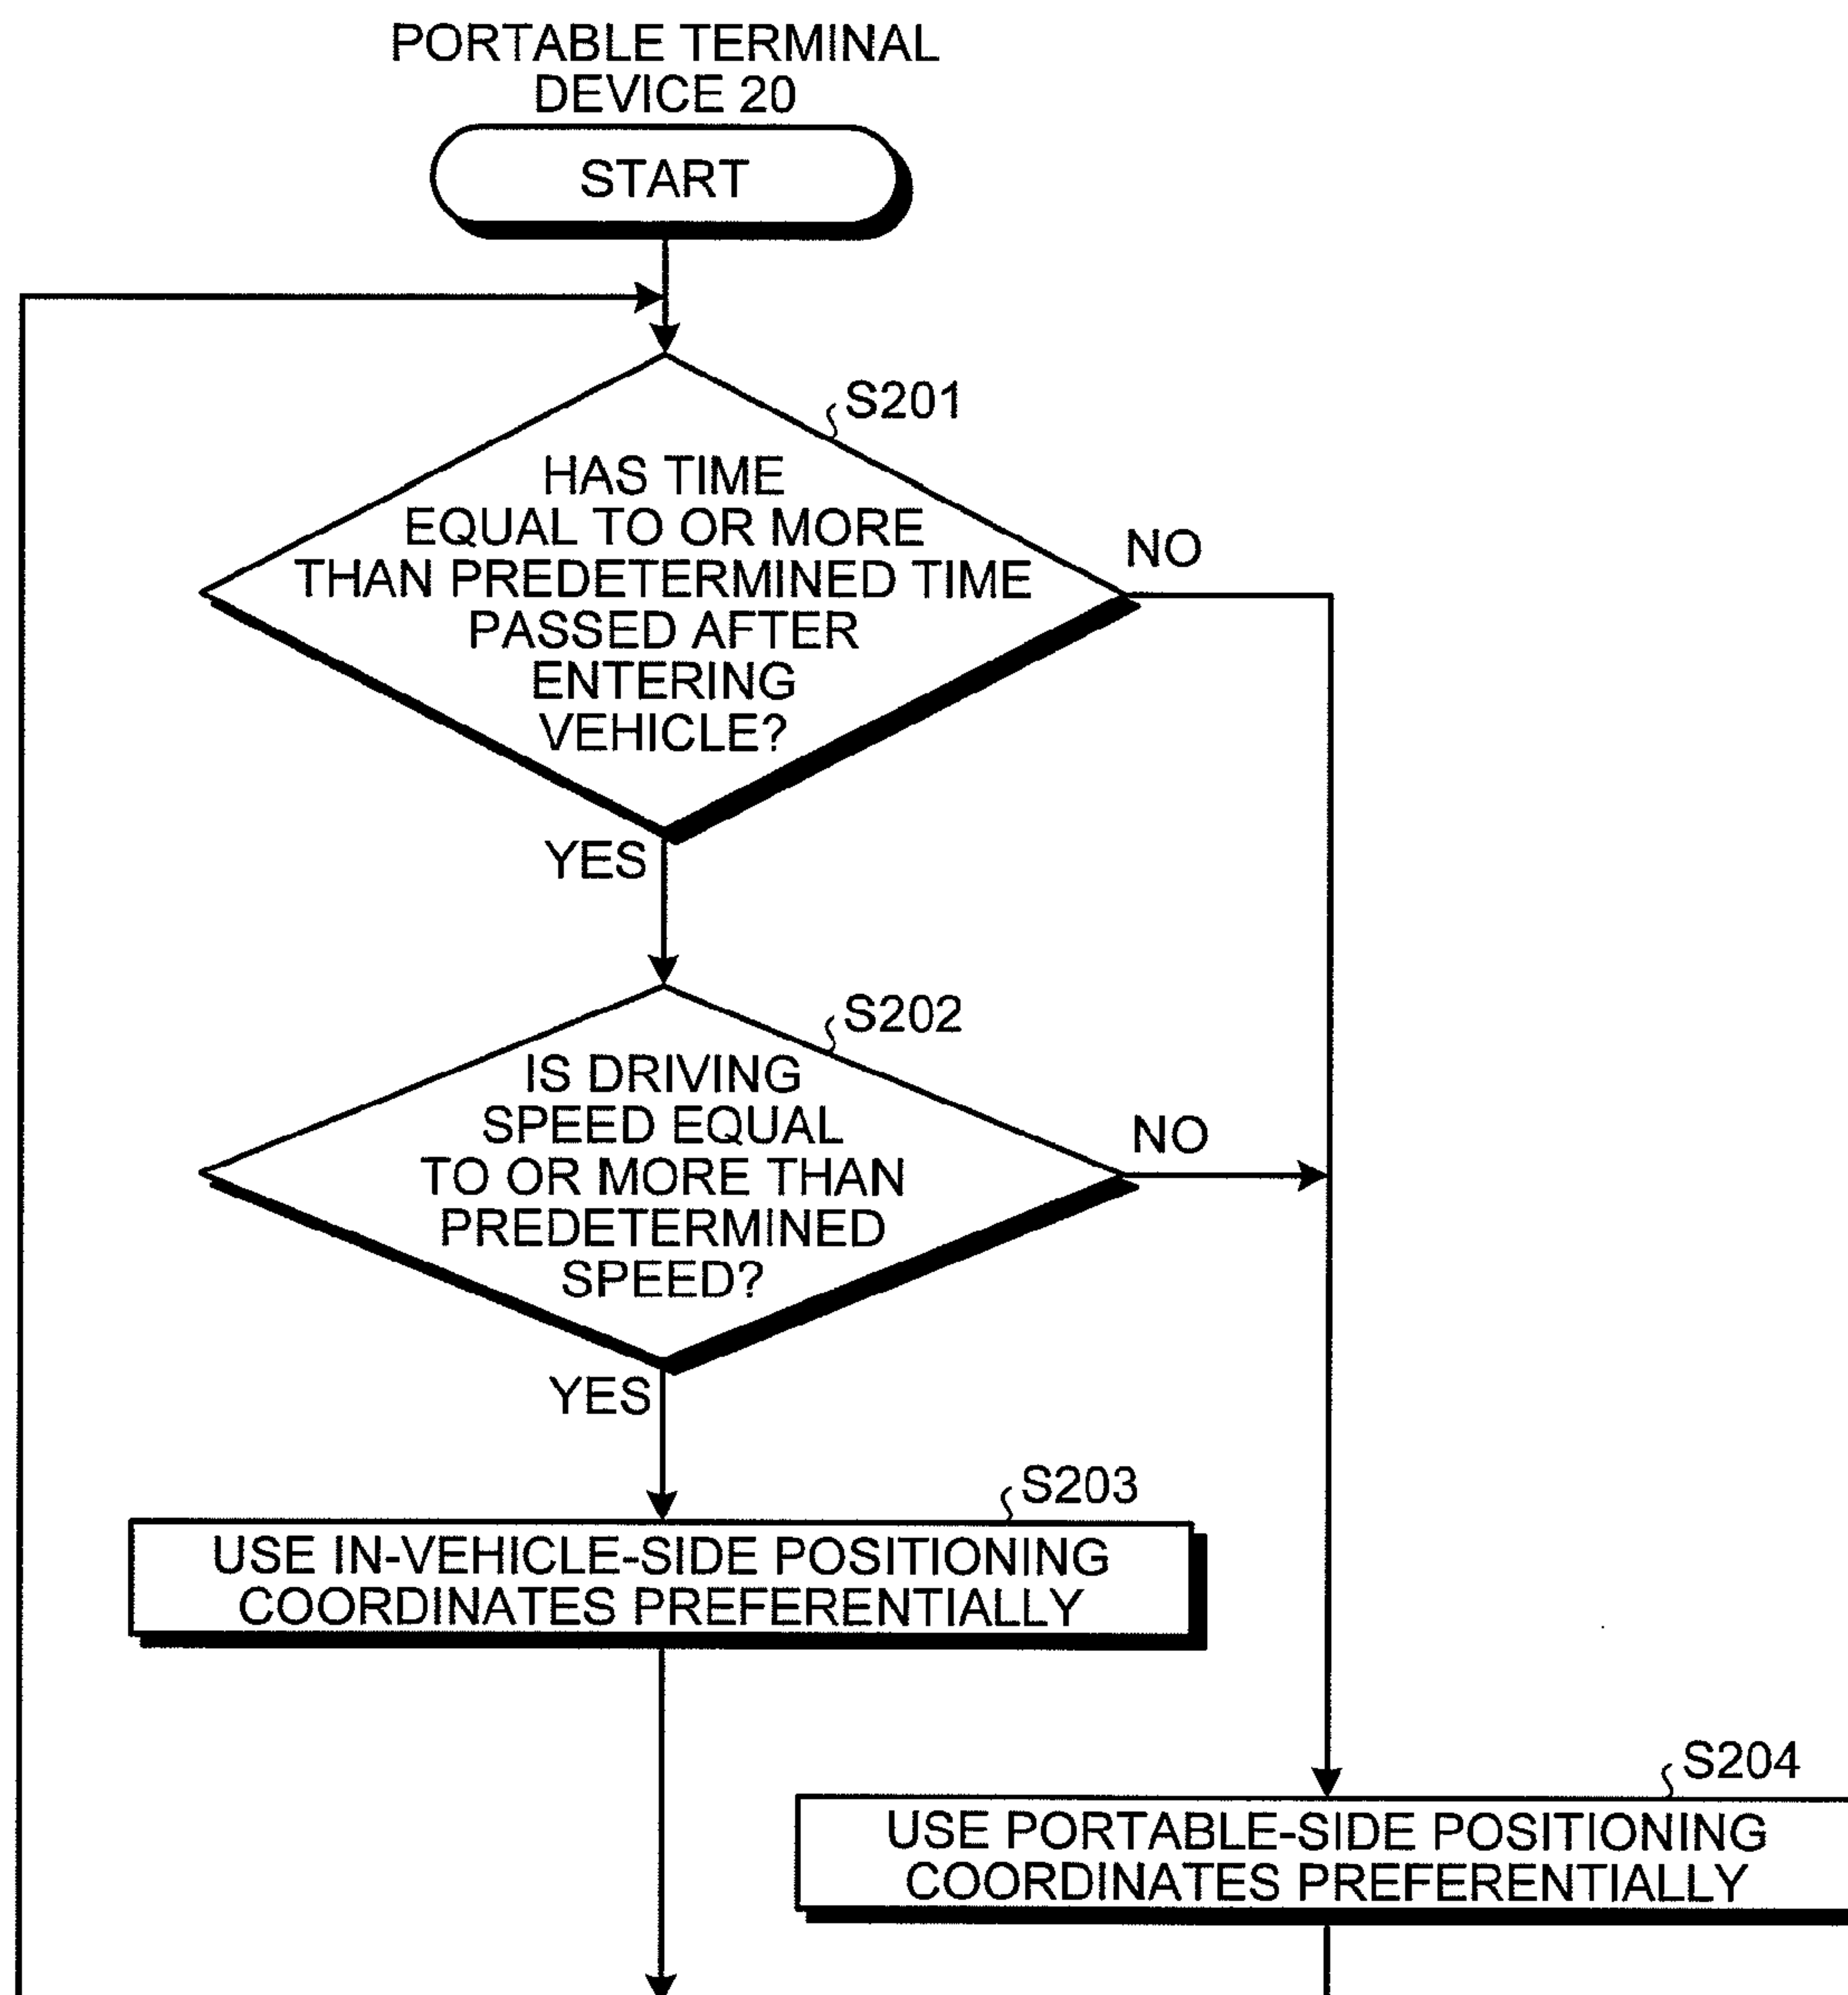 PORTABLE TERMINAL
DEVICE 20
START
S201
HAS TIME
EQUAL TO OR MORE
THAN PREDETERMINED TIME
PASSED AFTER
ENTERING
VEHICLE?
NO
YES
S202
IS DRIVING
SPEED EQUAL
TO OR MORE THAN
PREDETERMINED
SPEED?
NO
YES
S203
USE IN-VEHICLE-SIDE POSITIONING
COORDINATES PREFERENTIALLY
S204
USE PORTABLE-SIDE POSITIONING
COORDINATES PREFERENTIALLY